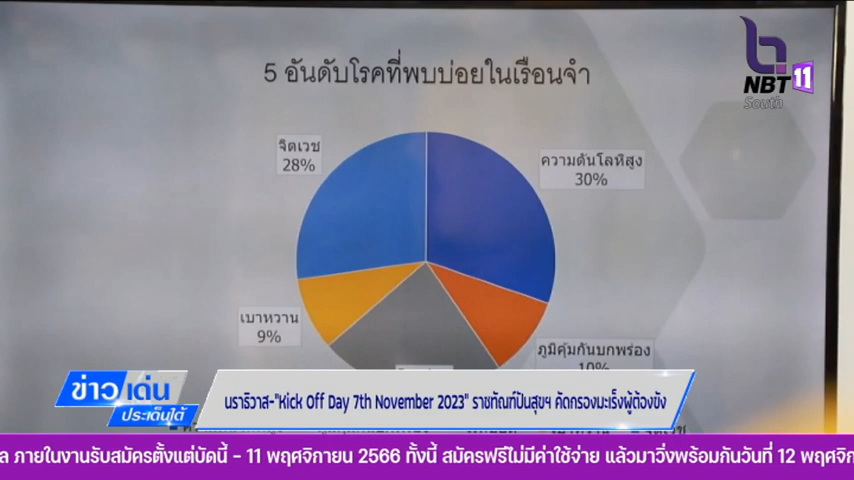 5 อันดับโรคที่พบบ่อยในเรือนจำ
NBT 11
South
จิตเวช
28%
ความดันโลหิสูง
30%
เบาหวาน
9%
ภูมิคุ้มกันบกพร่อง
10%
ข่าวเด่น
ประเด็นใต้
นราธิวาส-"Kick Off Day 7th November 2023" ราชทัณฑ์ปันสุขฯ คัดกรองมะเร็งผู้ต้องขัง
ล ภายในงานรับสมัครตั้งแต่บัดนี้ - 11 พฤศจิกายน 2566 ทั้งนี้ สมัครฟรีไม่มีค่าใช้จ่าย แล้วมาวิ่งพร้อมกันวันที่ 12 พฤศจิก